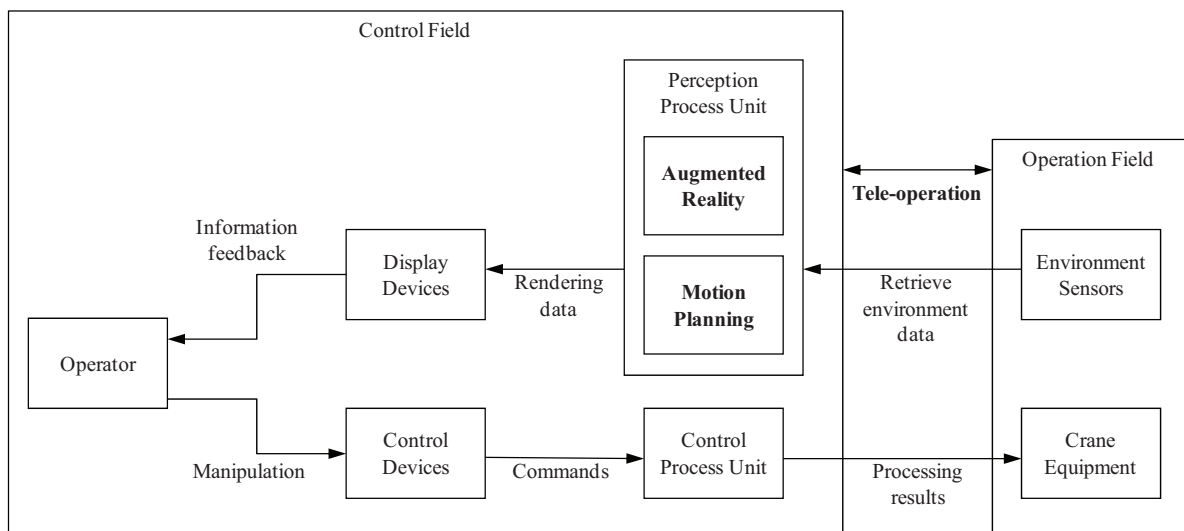 Control Field
Perception
Process Unit
Augmented
Reality
Motion
Planning
Tele-operation
Operation Field
Information
feedback
Display
Devices
Rendering
data
Retrieve
environment
data
Environment
Sensors
Operator
Manipulation
Control
Devices
Commands
Control
Process Unit
Processing
results
Crane
Equipment